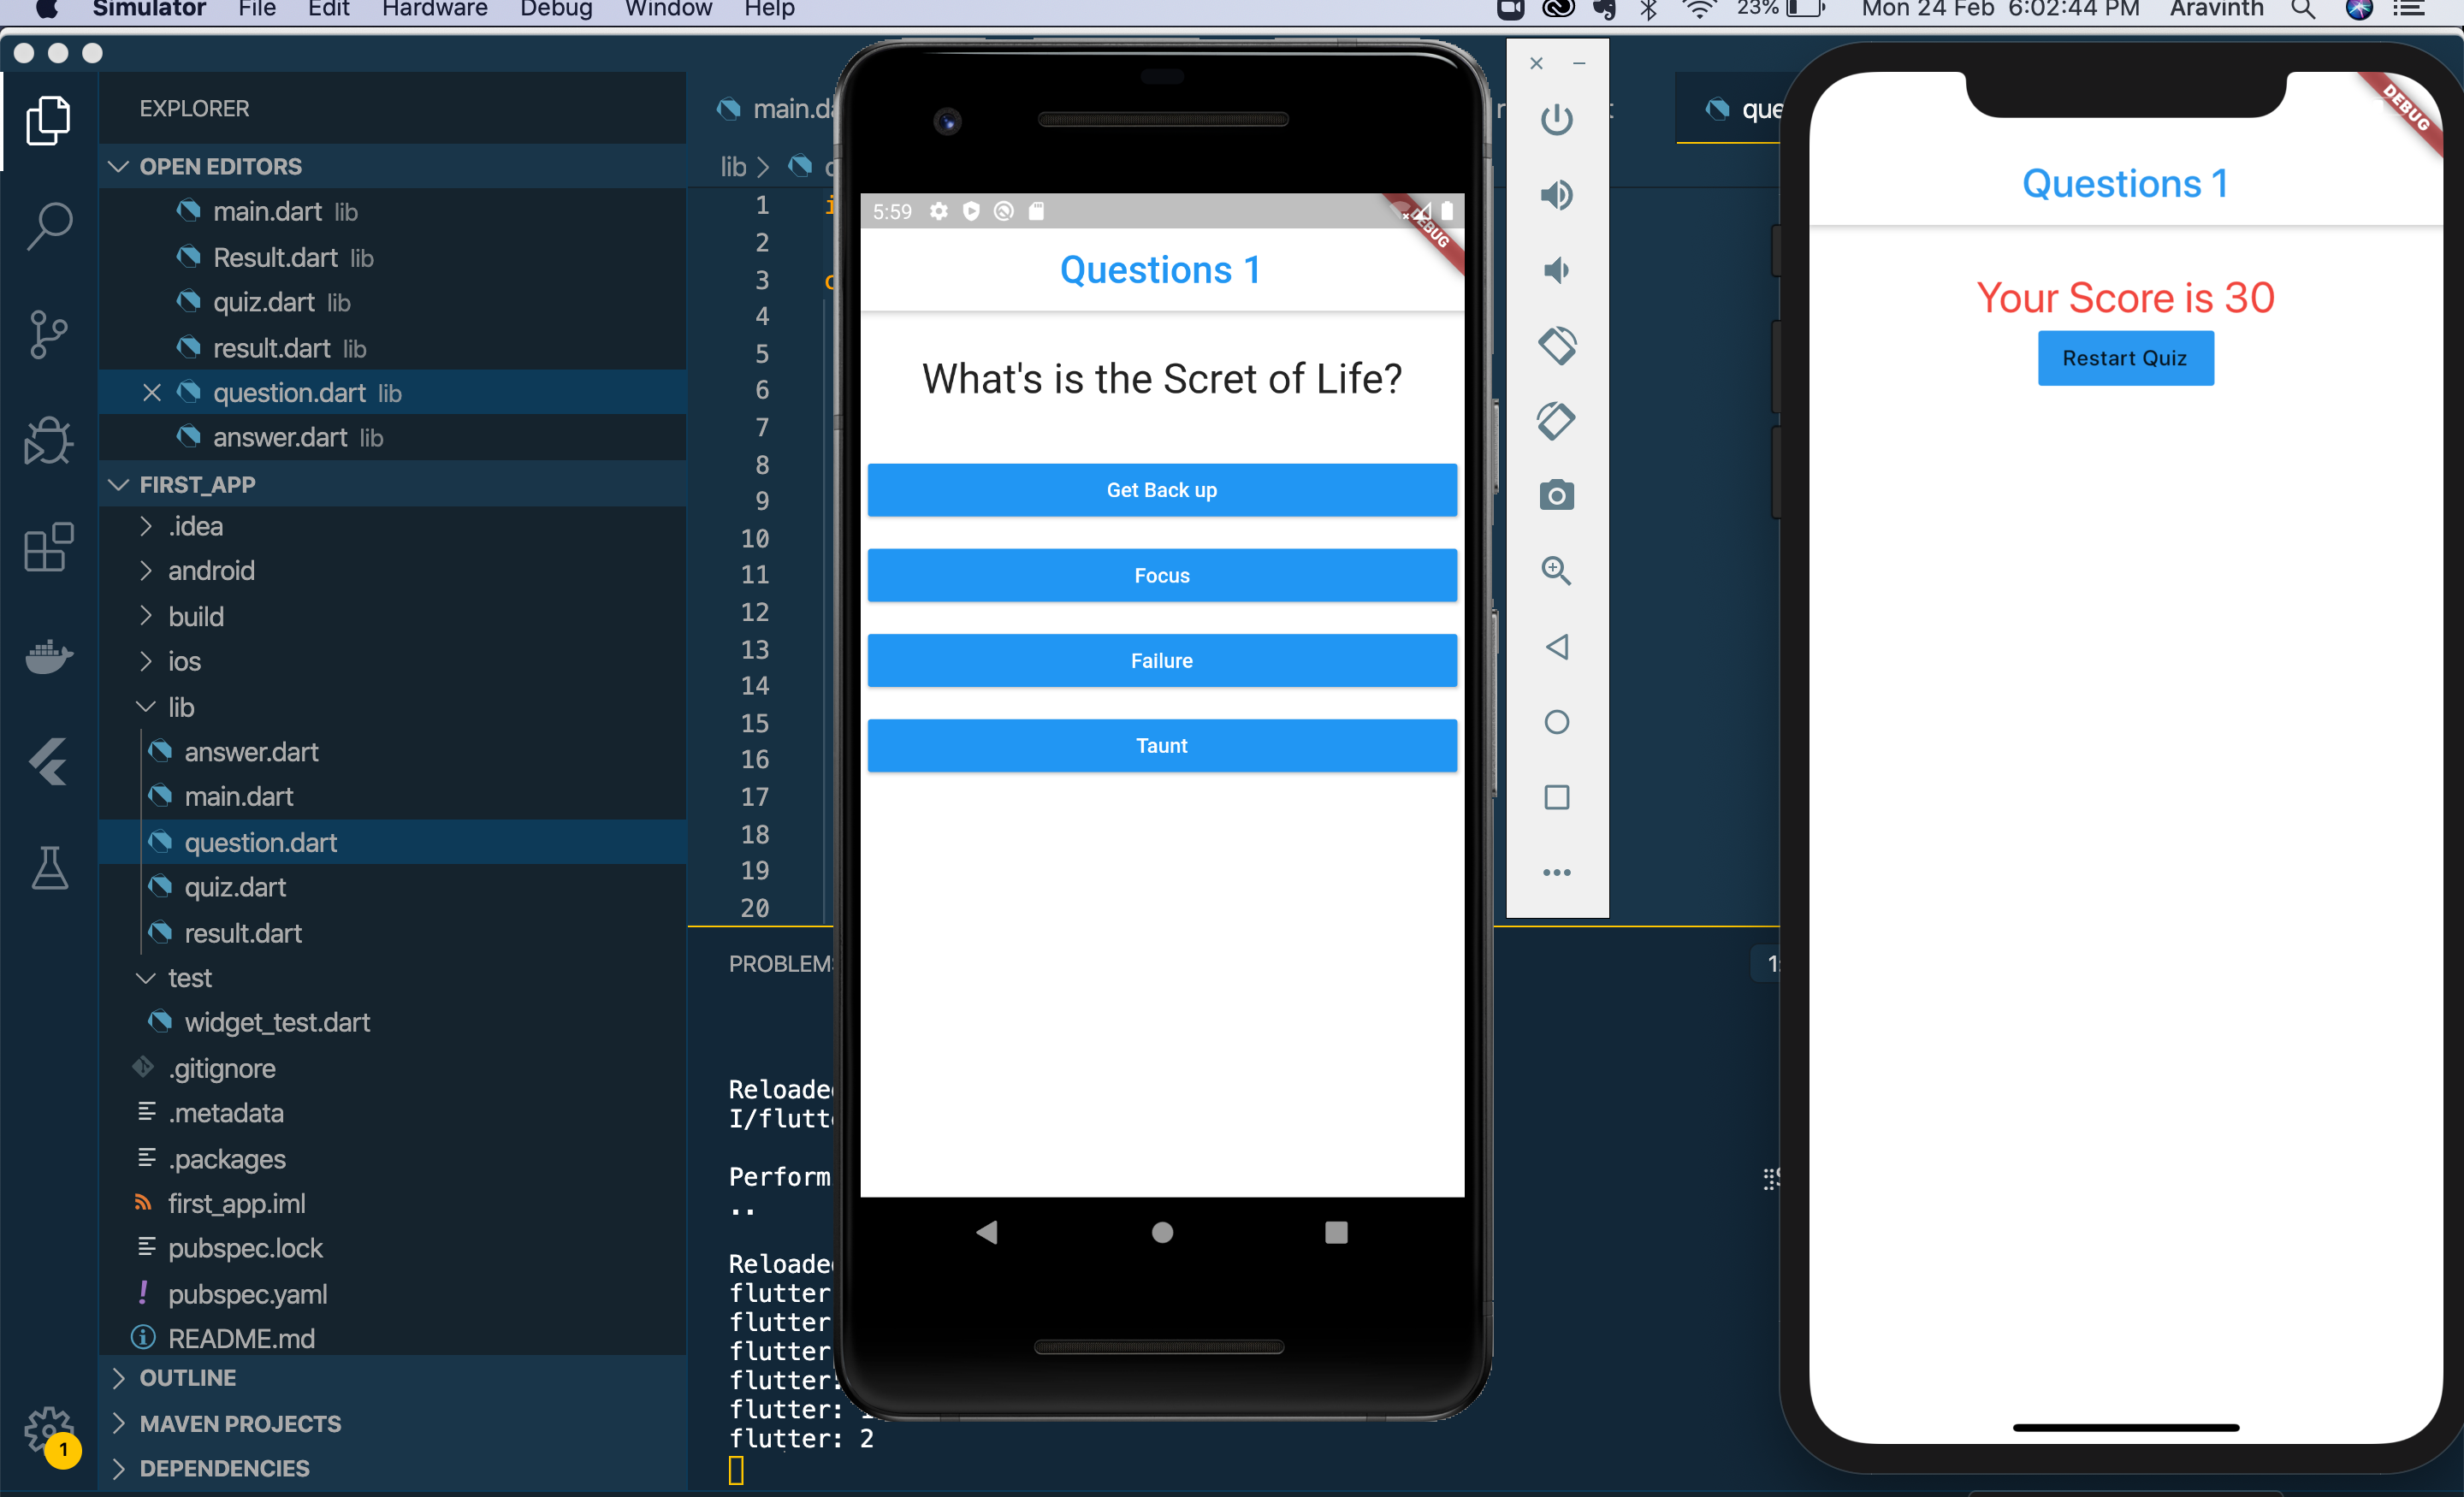 Simulator File Edit Hardware Debug Window Help
23% Mon 24 Feb 6:02:44 PM Aravinth
EXPLORER
OPEN EDITORS
main.dart lib
Result.dart lib
quiz.dart lib
result.dart lib
question.dart lib
answer.dart lib
FIRST_APP
.idea
android
build
ios
lib
answer.dart
main.dart
question.dart
quiz.dart
result.dart
test
widget_test.dart
.gitignore
.metadata
.packages
first_app.iml
pubspec.lock
pubspec.yaml
README.md
OUTLINE
MAVEN PROJECTS
DEPENDENCIES
1
main.da
que
lib
1
2
3
4
5
6
7
8
9
10
11
12
13
14
15
16
17
18
19
20
PROBLEMS
1:
Reloade
I/flutt
Perform
..
Reloade
flutter
flutter
flutter
flutter:
flutter: 1
flutter: 2
5:59
DEBUG
Questions 1
What's is the Scret of Life?
Get Back up
Focus
Failure
Taunt
DEBUG
Questions 1
Your Score is 30
Restart Quiz